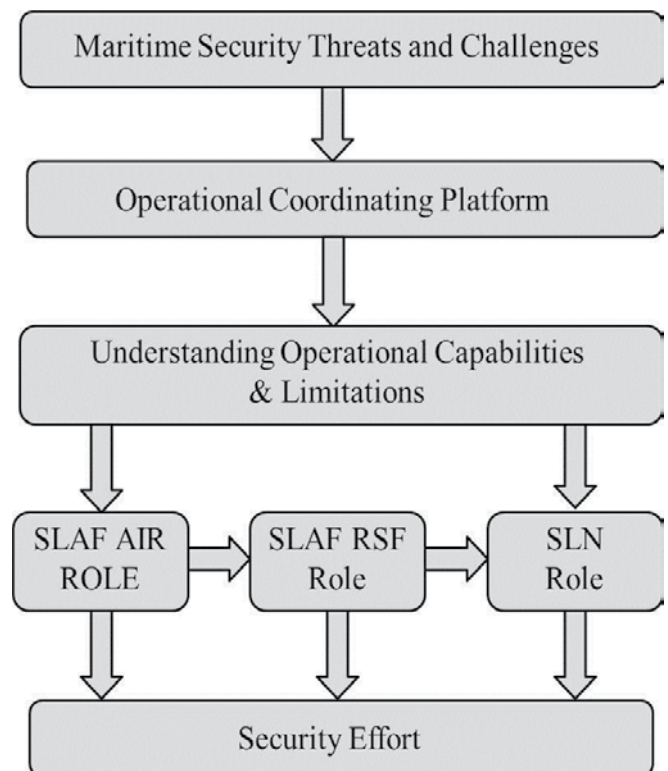 Maritime Security Threats and Challenges
Operational Coordinating Platform
Understanding Operational Capabilities
& Limitations
SLAF AIR
ROLE
SLAF RSF
Role
SLN
Role
Security Effort